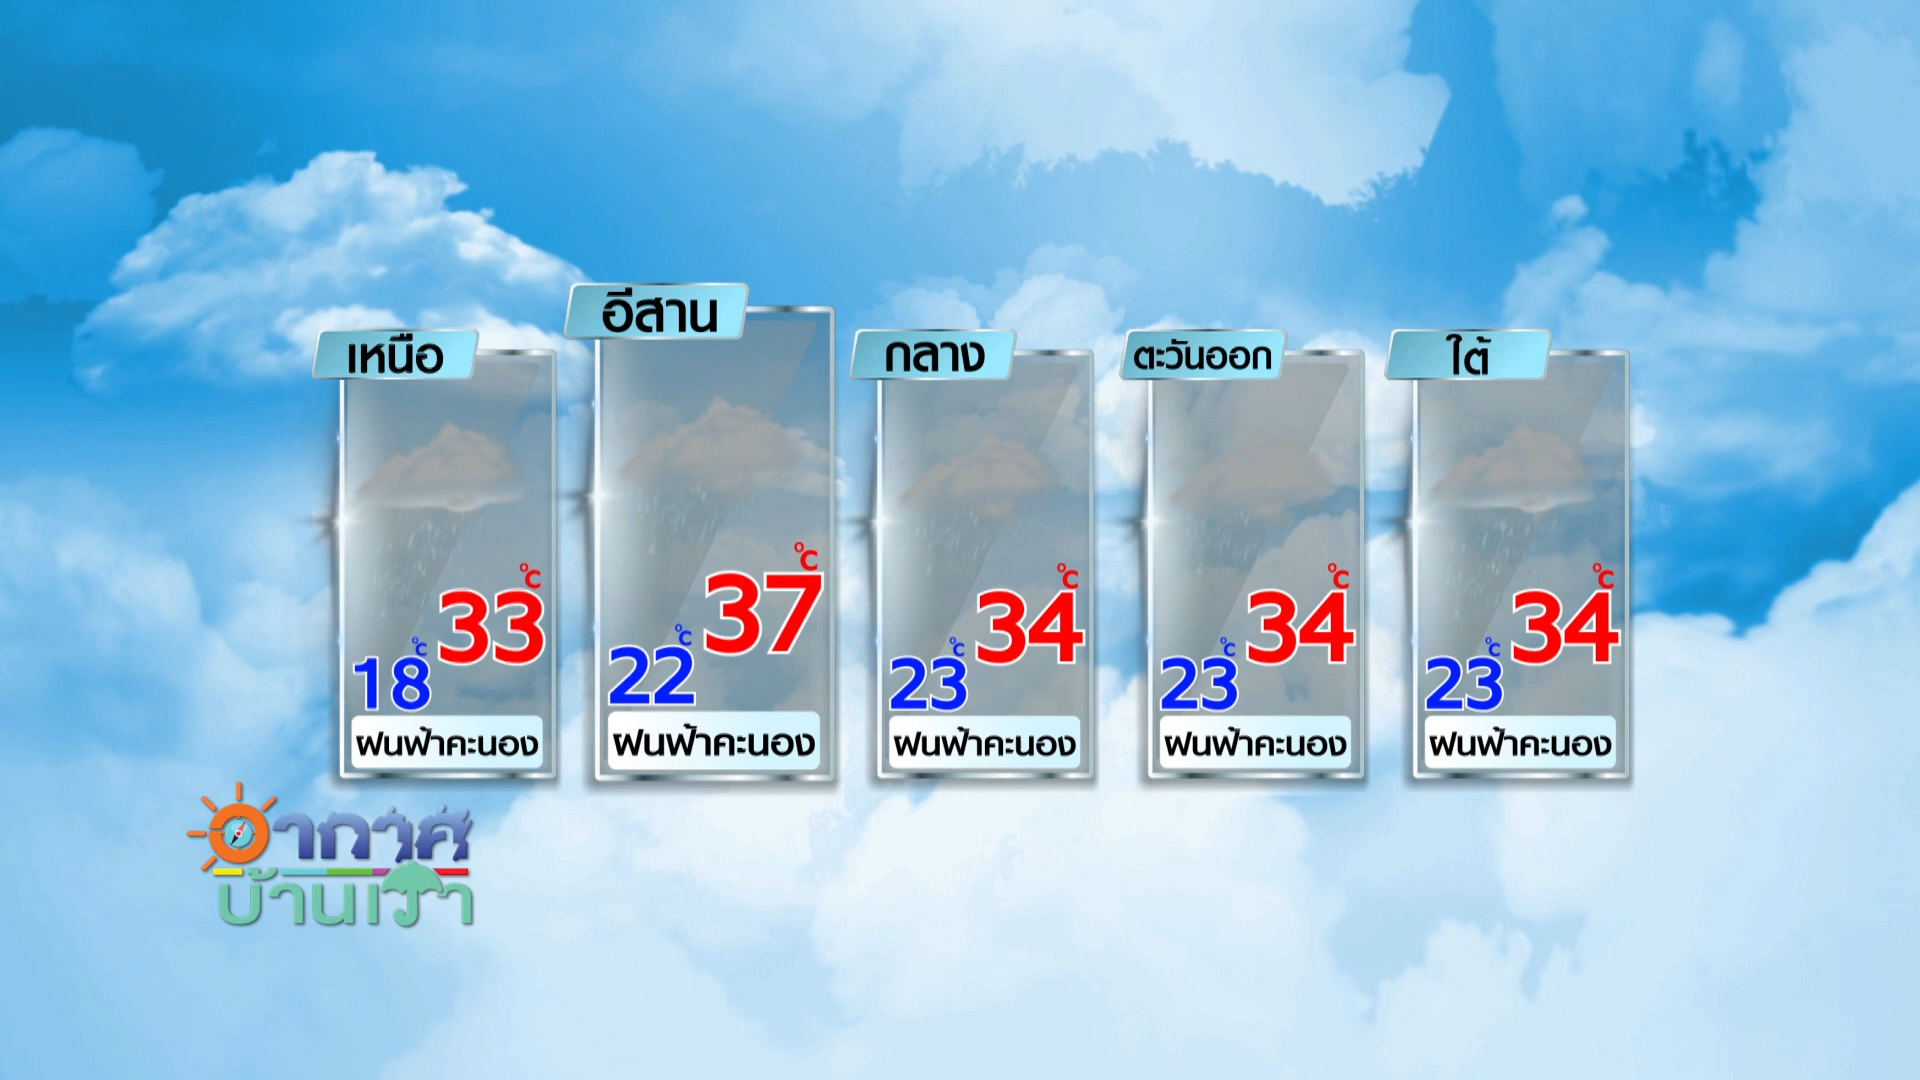 เหนือ
33°C
18°C
ฝนฟ้าคะนอง
อีสาน
37°C
22°C
ฝนฟ้าคะนอง
กลาง
34°C
23°C
ฝนฟ้าคะนอง
ตะวันออก
34°C
23°C
ฝนฟ้าคะนอง
ใต้
34°C
23°C
ฝนฟ้าคะนอง
อากาศ
บ้านเรา